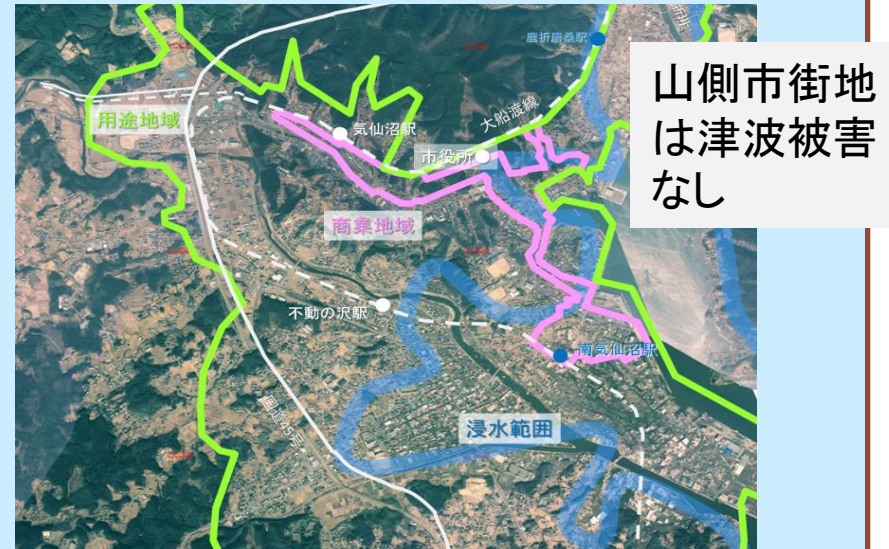 鹿折唐桑駅
山側市街地
は津波被害
なし
用途地域
大船渡線
気仙沼駅
市役所
商業地域
不動の沢駅
南気仙沼駅
国道45号
浸水範囲